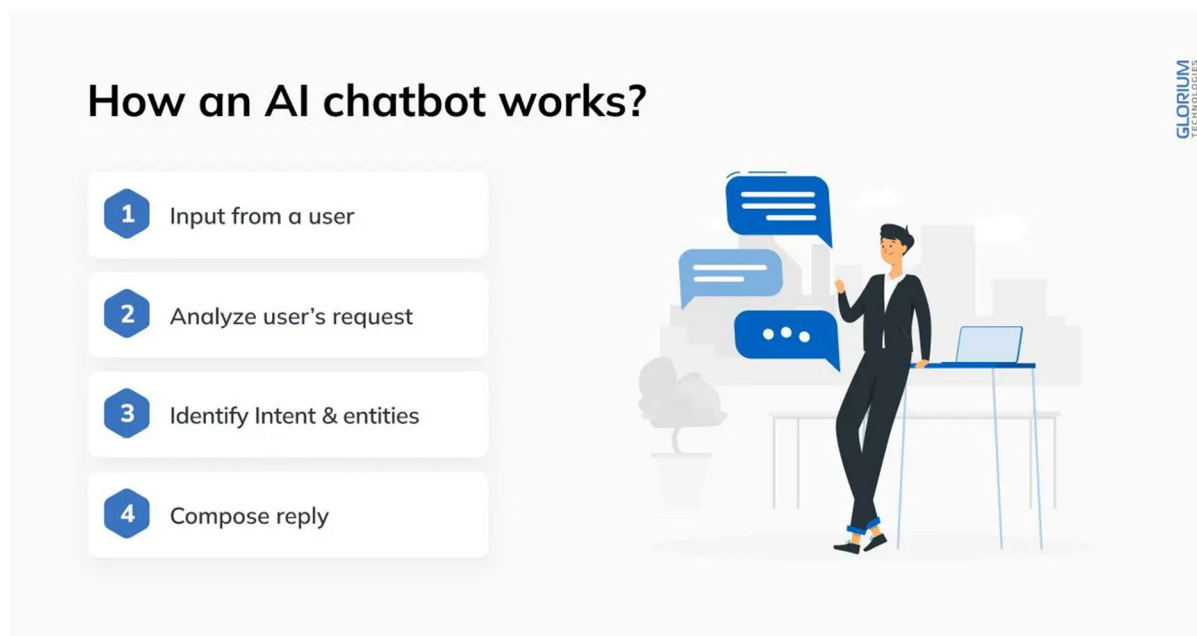 How an AI chatbot works?
1 Input from a user
2 Analyze user's request
3 Identify Intent & entities
4 Compose reply
GLORIUM
TECHNOLOGIES